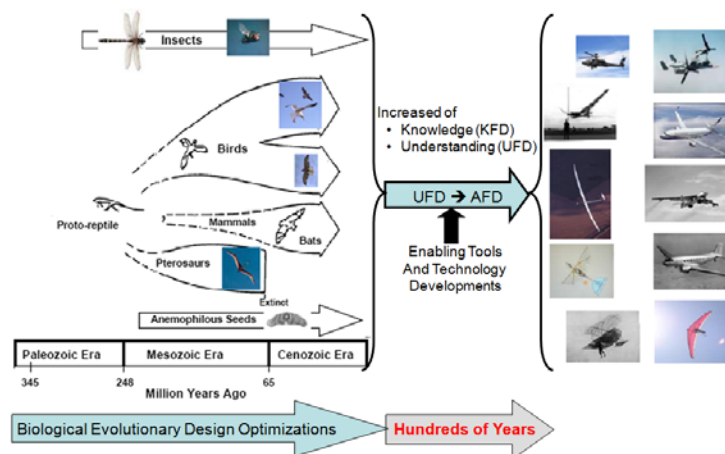 Insects
Birds
Proto-reptile
Mammals
Bats
Pterosaurs
Extinct
Anemophilous Seeds
Paleozoic Era
Mesozoic Era
Cenozoic Era
345
248
65
Million Years Ago
Biological Evolutionary Design Optimizations
Increased of
• Knowledge (KFD)
• Understanding (UFD)
UFD → AFD
Enabling Tools
And Technology
Developments
Hundreds of Years